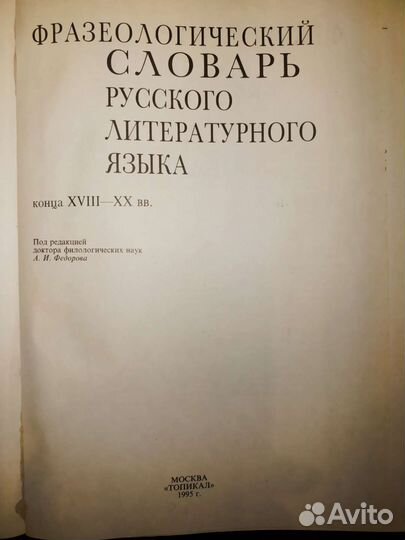 ФРАЗЕОЛОГИЧЕСКИЙ
СЛОВАРЬ
РУССКОГО
ЛИТЕРАТУРНОГО
ЯЗЫКА
конца XVIII—XX вв.
Под редакцией
доктора филологических наук
А. И. Федорова
МОСКВА
«ТОПИКАЛ»
1995 г.
Avito